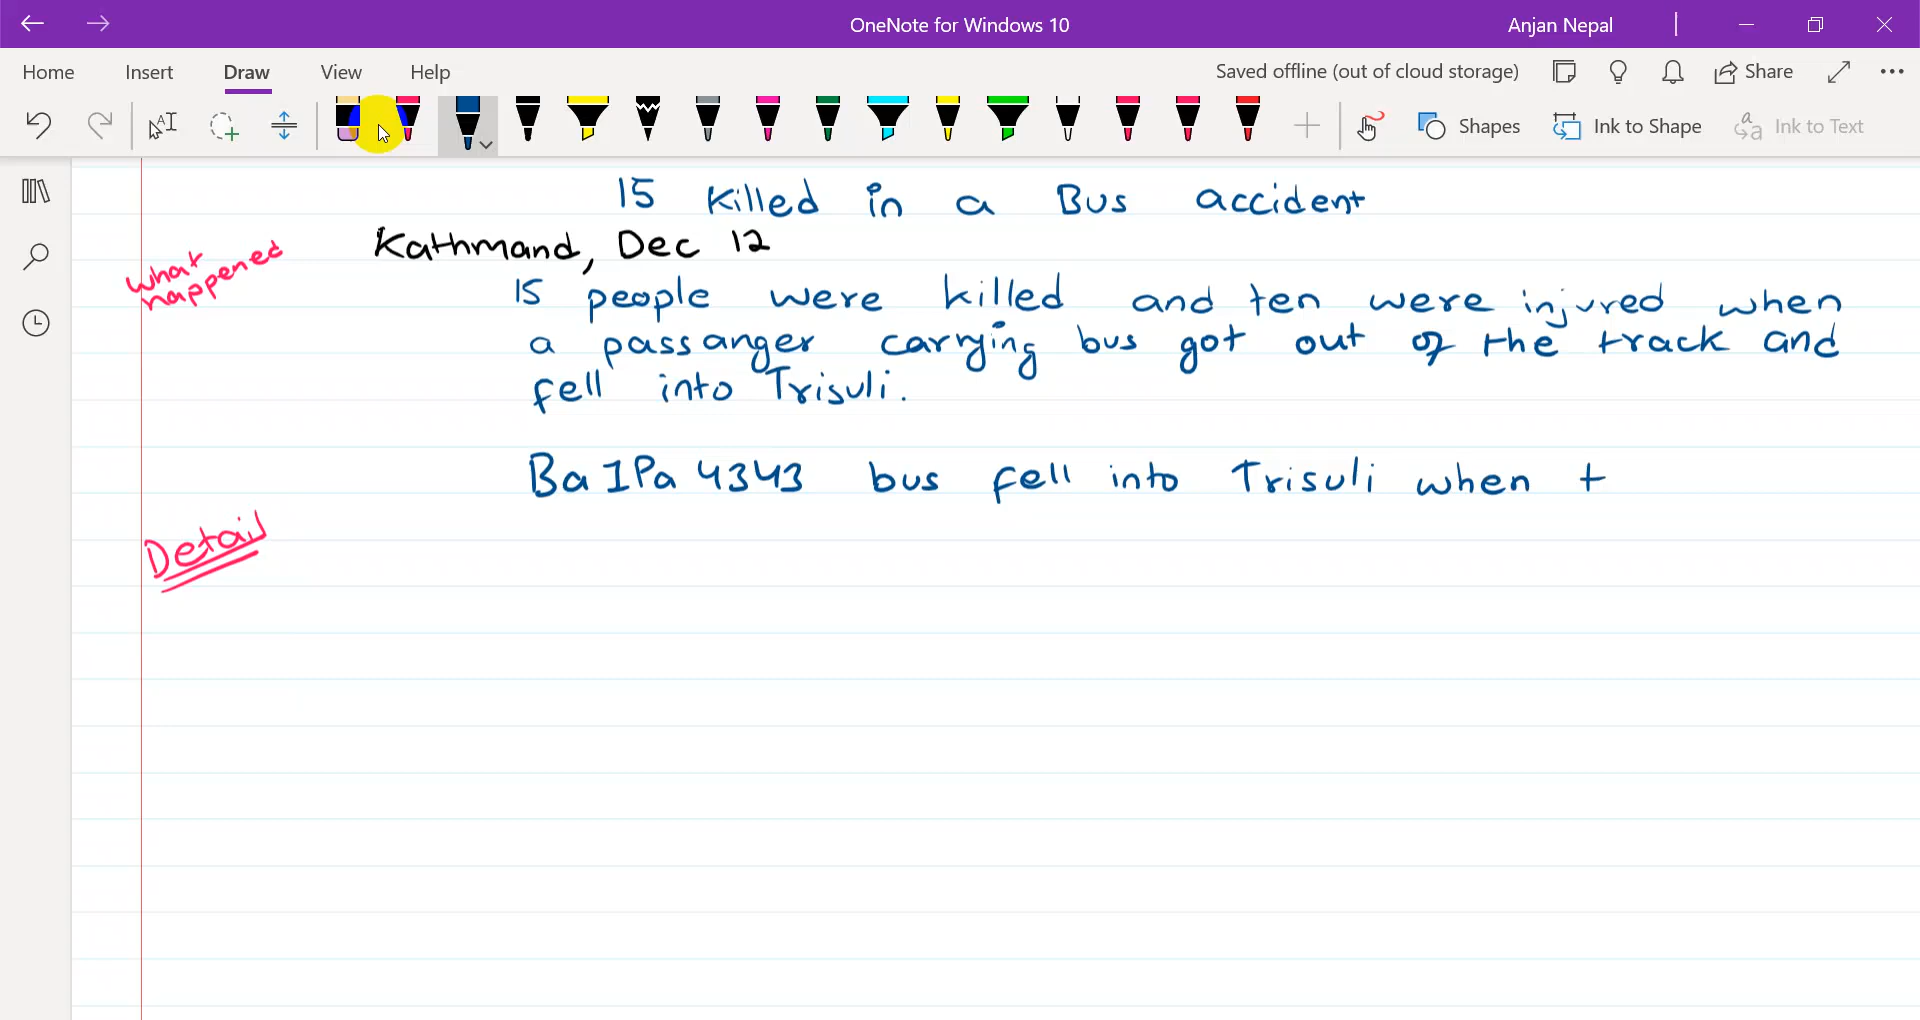 OneNote for Windows 10
Anjan Nepal
Home Insert Draw View Help
Saved offline (out of cloud storage)
Share
Shapes
Ink to Shape
Ink to Text
15 Killed in a Bus accident
Kathmand, Dec 12
what
happened
15 people were killed and ten were injured when
a passanger carrying bus got out of the track and
fell into Trisuli.
Ba 1 Pa 4343 bus fell into Trisuli when t
Detail